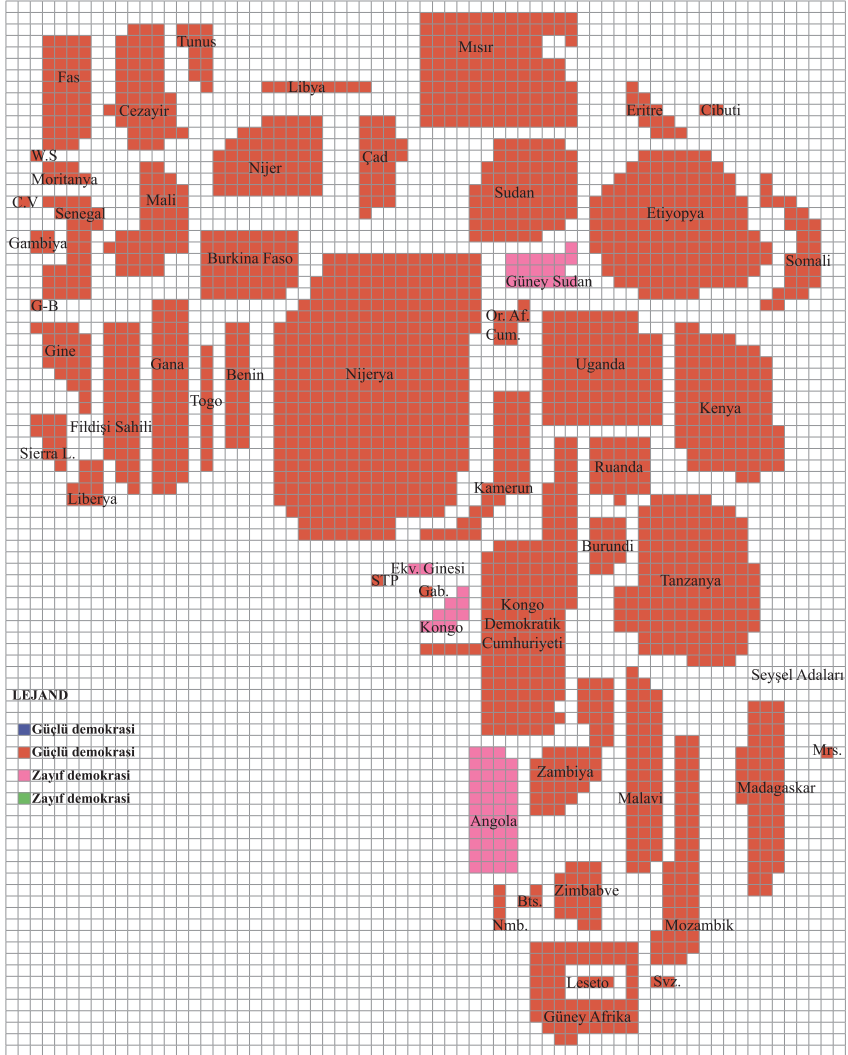 Tunus
Mısır
Fas
Libya
Cezayir
Eritre
Cibuti
W.S
Nijer
Çad
Moritanya
Mali
Sudan
C.V
Senegal
Etiyopya
Gambiya
Burkina Faso
Somali
Güney Sudan
G-B
Or. Af.
Cum.
Gine
Gana
Uganda
Benin
Nijerya
Togo
Kenya
Fildişi Sahili
Sierra L.
Ruanda
Kamerun
Liberya
Burundi
Ekv. Ginesi
STP
Tanzanya
Gab.
Kongo
Demokratik
Cumhuriyeti
Kongo
Seyşel Adaları
LEJAND
Güçlü demokrasi
Güçlü demokrasi
Zayıf demokrasi
Zayıf demokrasi
Mrs.
Zambiya
Malavi
Madagaskar
Angola
Zimbabve
Bts.
Nmb.
Mozambik
Leseto
Svz.
Güney Afrika